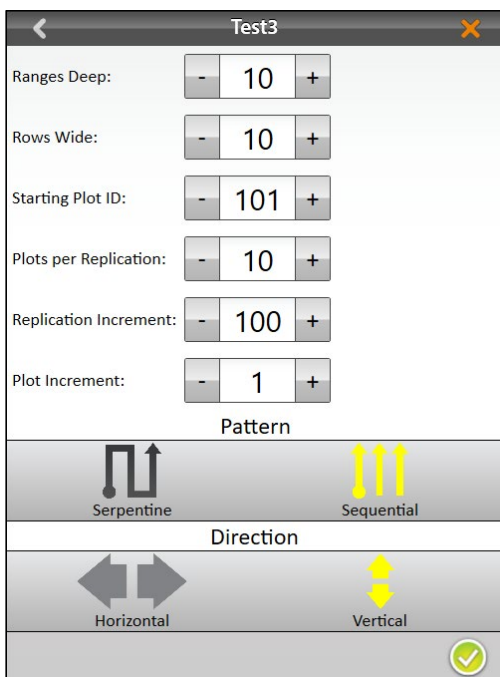 Test3
Ranges Deep: - 10 +
Rows Wide: - 10 +
Starting Plot ID: - 101 +
Plots per Replication: - 10 +
Replication Increment: - 100 +
Plot Increment: - 1 +
Pattern
Serpentine Sequential
Direction
Horizontal Vertical